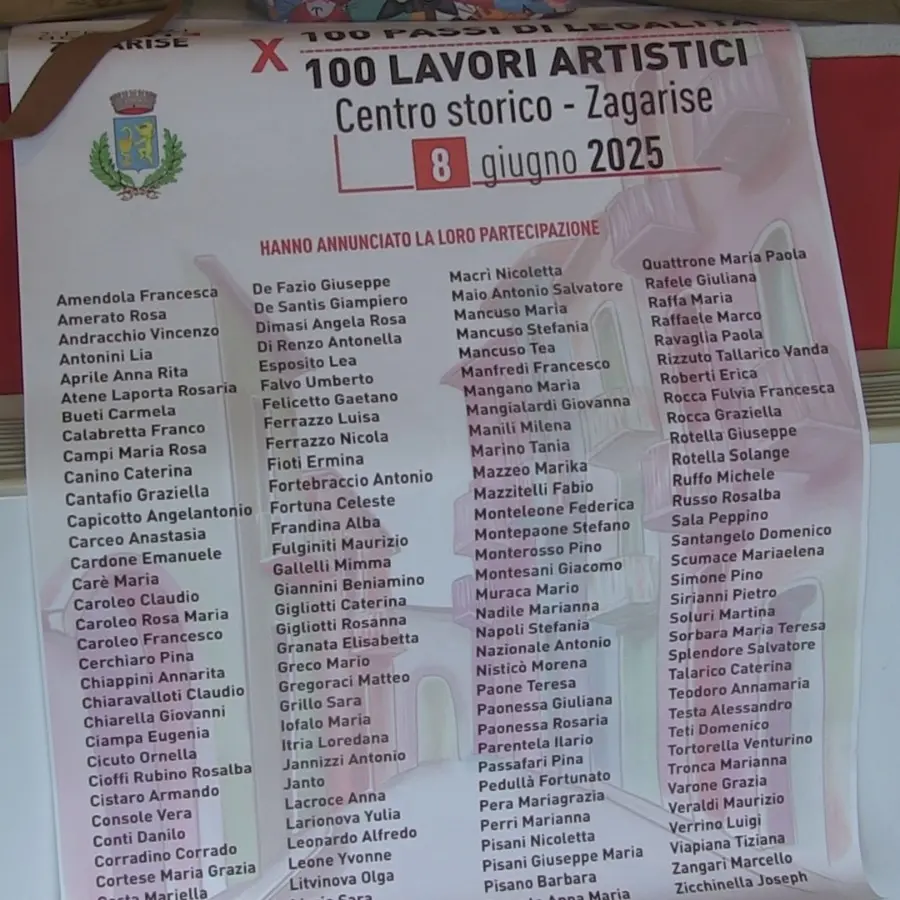 ZAGARISE
X
100 PASSI DI LEGALITÀ
100 LAVORI ARTISTICI
Centro storico - Zagarise
8 giugno 2025
HANNO ANNUNCIATO LA LORO PARTECIPAZIONE
Amendola Francesca
Amerato Rosa
Andracchio Vincenzo
Antonini Lia
Aprile Anna Rita
Atene Laporta Rosaria
Bueti Carmela
Calabretta Franco
Campi Maria Rosa
Canino Caterina
Cantafio Graziella
Capicotto Angelantonio
Carceo Anastasia
Cardone Emanuele
Carè Maria
Caroleo Claudio
Caroleo Rosa Maria
Caroleo Francesco
Cerchiaro Pina
Chiappini Annarita
Chiaravalloti Claudio
Chiarella Giovanni
Ciampa Eugenia
Cicuto Ornella
Cioffi Rubino Rosalba
Cistaro Armando
Console Vera
Conti Danilo
Corradino Corrado
Cortese Maria Grazia
Mariella
De Fazio Giuseppe
De Santis Giampiero
Dimasi Angela Rosa
Di Renzo Antonella
Esposito Lea
Falvo Umberto
Felicetto Gaetano
Ferrazzo Luisa
Ferrazzo Nicola
Fioti Ermina
Fortebraccio Antonio
Fortuna Celeste
Frandina Alba
Fulginiti Maurizio
Gallelli Mimma
Giannini Beniamino
Gigliotti Caterina
Gigliotti Rosanna
Granata Elisabetta
Greco Mario
Gregoraci Matteo
Grillo Sara
Iofalo Maria
Itria Loredana
Jannizzi Antonio
Janto
Lacroce Anna
Larionova Yulia
Leonardo Alfredo
Leone Yvonne
Litvinova Olga
Sara
Macrì Nicoletta
Maio Antonio Salvatore
Mancuso Maria
Mancuso Stefania
Mancuso Tea
Manfredi Francesco
Mangano Maria
Mangialardi Giovanna
Manili Milena
Marino Tania
Mazzeo Marika
Mazzitelli Fabio
Monteleone Federica
Montepaone Stefano
Monterosso Pino
Montesani Giacomo
Muraca Mario
Nadile Marianna
Napoli Stefania
Nazionale Antonio
Nisticò Morena
Paone Teresa
Paonessa Giuliana
Paonessa Rosaria
Parentela Ilario
Passafari Pina
Pedullà Fortunato
Pera Mariagrazia
Perri Marianna
Pisani Nicoletta
Pisani Giuseppe Maria
Pisano Barbara
Anna Maria
Quattrone Maria Paola
Rafele Giuliana
Raffa Maria
Raffaele Marco
Ravaglia Paola
Rizzuto Tallarico Vanda
Roberti Erica
Rocca Fulvia Francesca
Rocca Graziella
Rotella Giuseppe
Rotella Solange
Ruffo Michele
Russo Rosalba
Sala Peppino
Santangelo Domenico
Scumace Mariaelena
Simone Pino
Sirianni Pietro
Soluri Martina
Sorbara Maria Teresa
Splendore Salvatore
Talarico Caterina
Teodoro Annamaria
Testa Alessandro
Teti Domenico
Tortorella Venturino
Tronca Marianna
Varone Grazia
Veraldi Maurizio
Verrino Luigi
Viapiana Tiziana
Zangari Marcello
Zicchinella Joseph